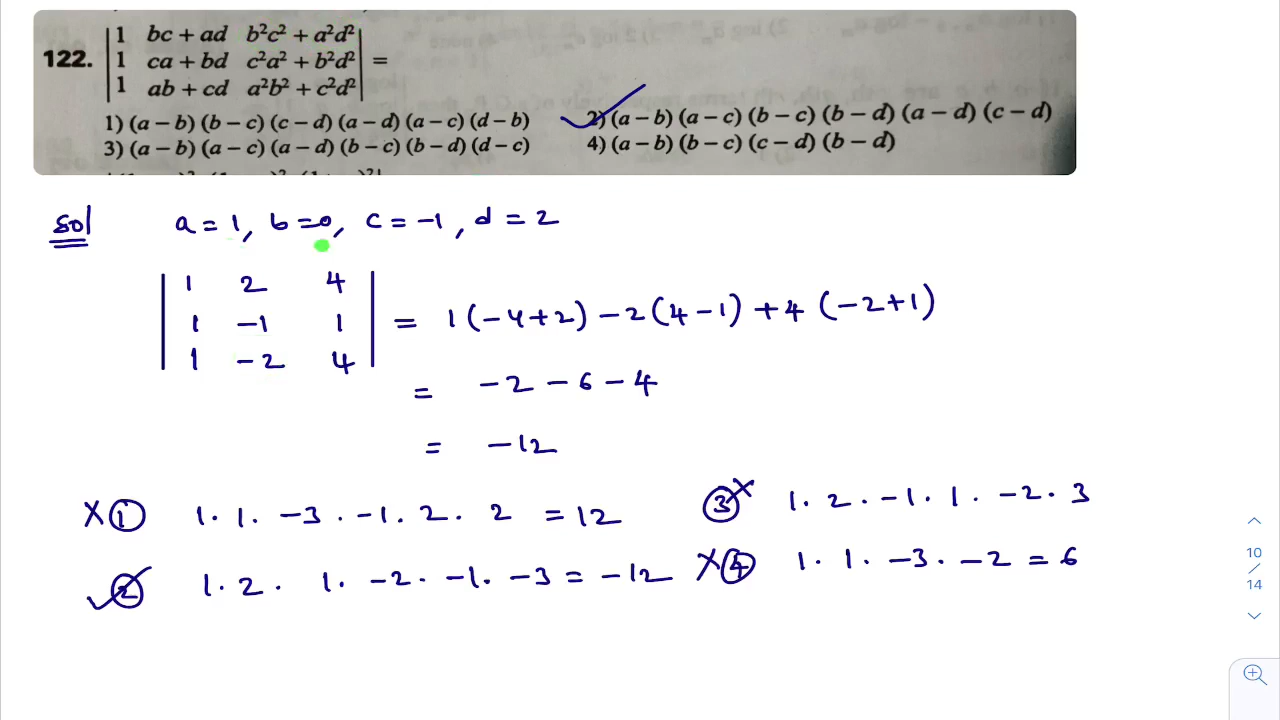 122. |1 bc + ad b²c² + a²d²|
|1 ca + bd c²a² + b²d²| =
|1 ab + cd a²b² + c²d²|
1) (a − b) (b − c) (c − d) (a − d) (a − c) (d − b) 2) (a − b) (a − c) (b − c) (b − d) (a − d) (c − d)
3) (a − b) (a − c) (a − d) (b − c) (b − d) (d − c) 4) (a − b) (b − c) (c − d) (b − d)
Sol a = 1, b = 0, c = -1, d = 2
|1 2 4|
|1 -1 1| = 1(-4+2) - 2(4-1) + 4(-2+1)
|1 -2 4|
= -2 - 6 - 4
= -12
X ① 1. 1. -3. -1. 2. 2 = 12
③ X 1. 2. -1. 1. -2. 3
✓ ② 1. 2. 1. -2. -1. -3 = -12
X ④ 1. 1. -3. -2 = 6
10
/
14